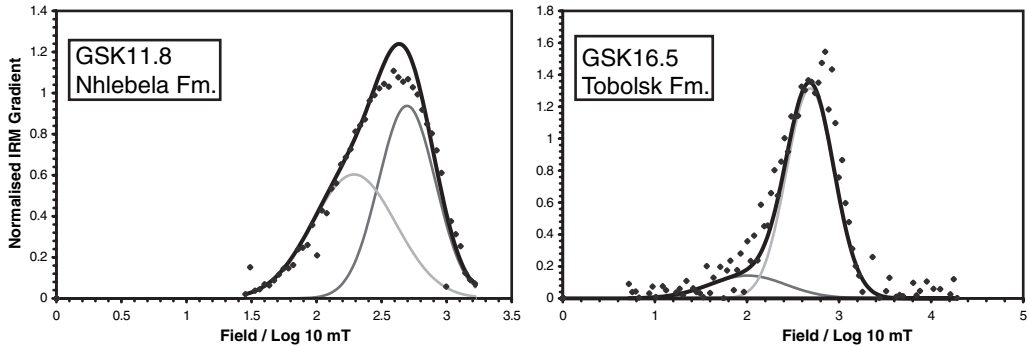 1.4
1.2
1
0.8
0.6
0.4
0.2
0
Normalised IRM Gradient
GSK11.8
Nhlebela Fm.
0 0.5 1 1.5 2 2.5 3 3.5
Field / Log 10 mT
1.8
1.6
1.4
1.2
1
0.8
0.6
0.4
0.2
0
GSK16.5
Tobolsk Fm.
0 1 2 3 4 5
Field / Log 10 mT